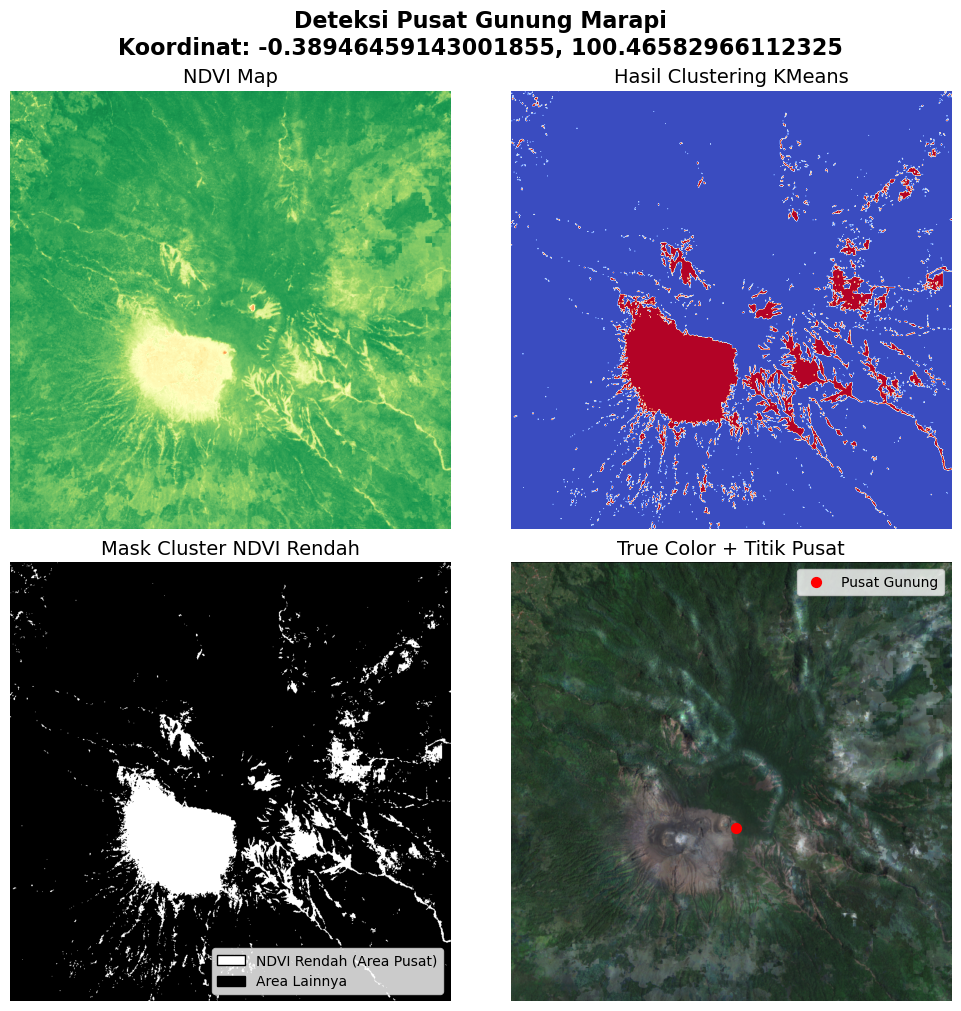 Deteksi Pusat Gunung Marapi
Koordinat: -0.38946459143001855, 100.46582966112325
NDVI Map
Hasil Clustering KMeans
Mask Cluster NDVI Rendah
NDVI Rendah (Area Pusat)
Area Lainnya
True Color + Titik Pusat
Pusat Gunung